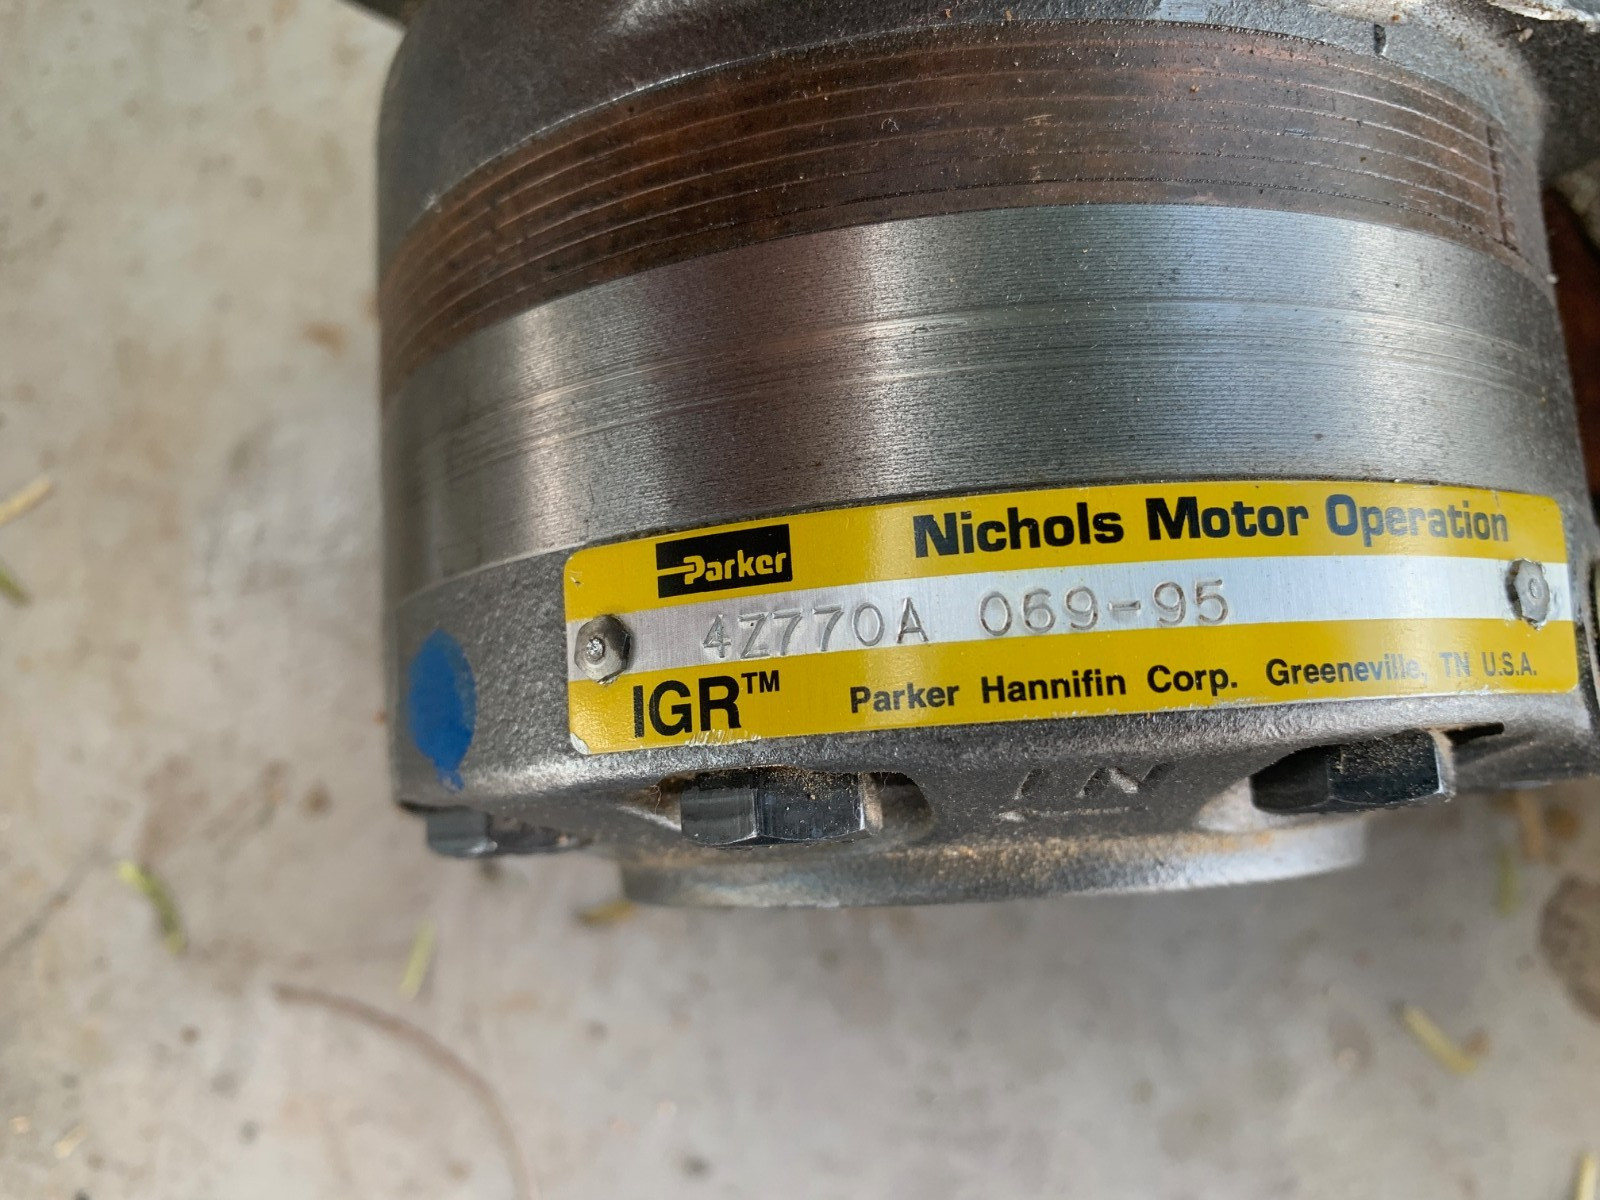 Parker Nichols Motor Operation
4Z770A 069-95
IGR™ Parker Hannifin Corp. Greeneville, TN U.S.A.